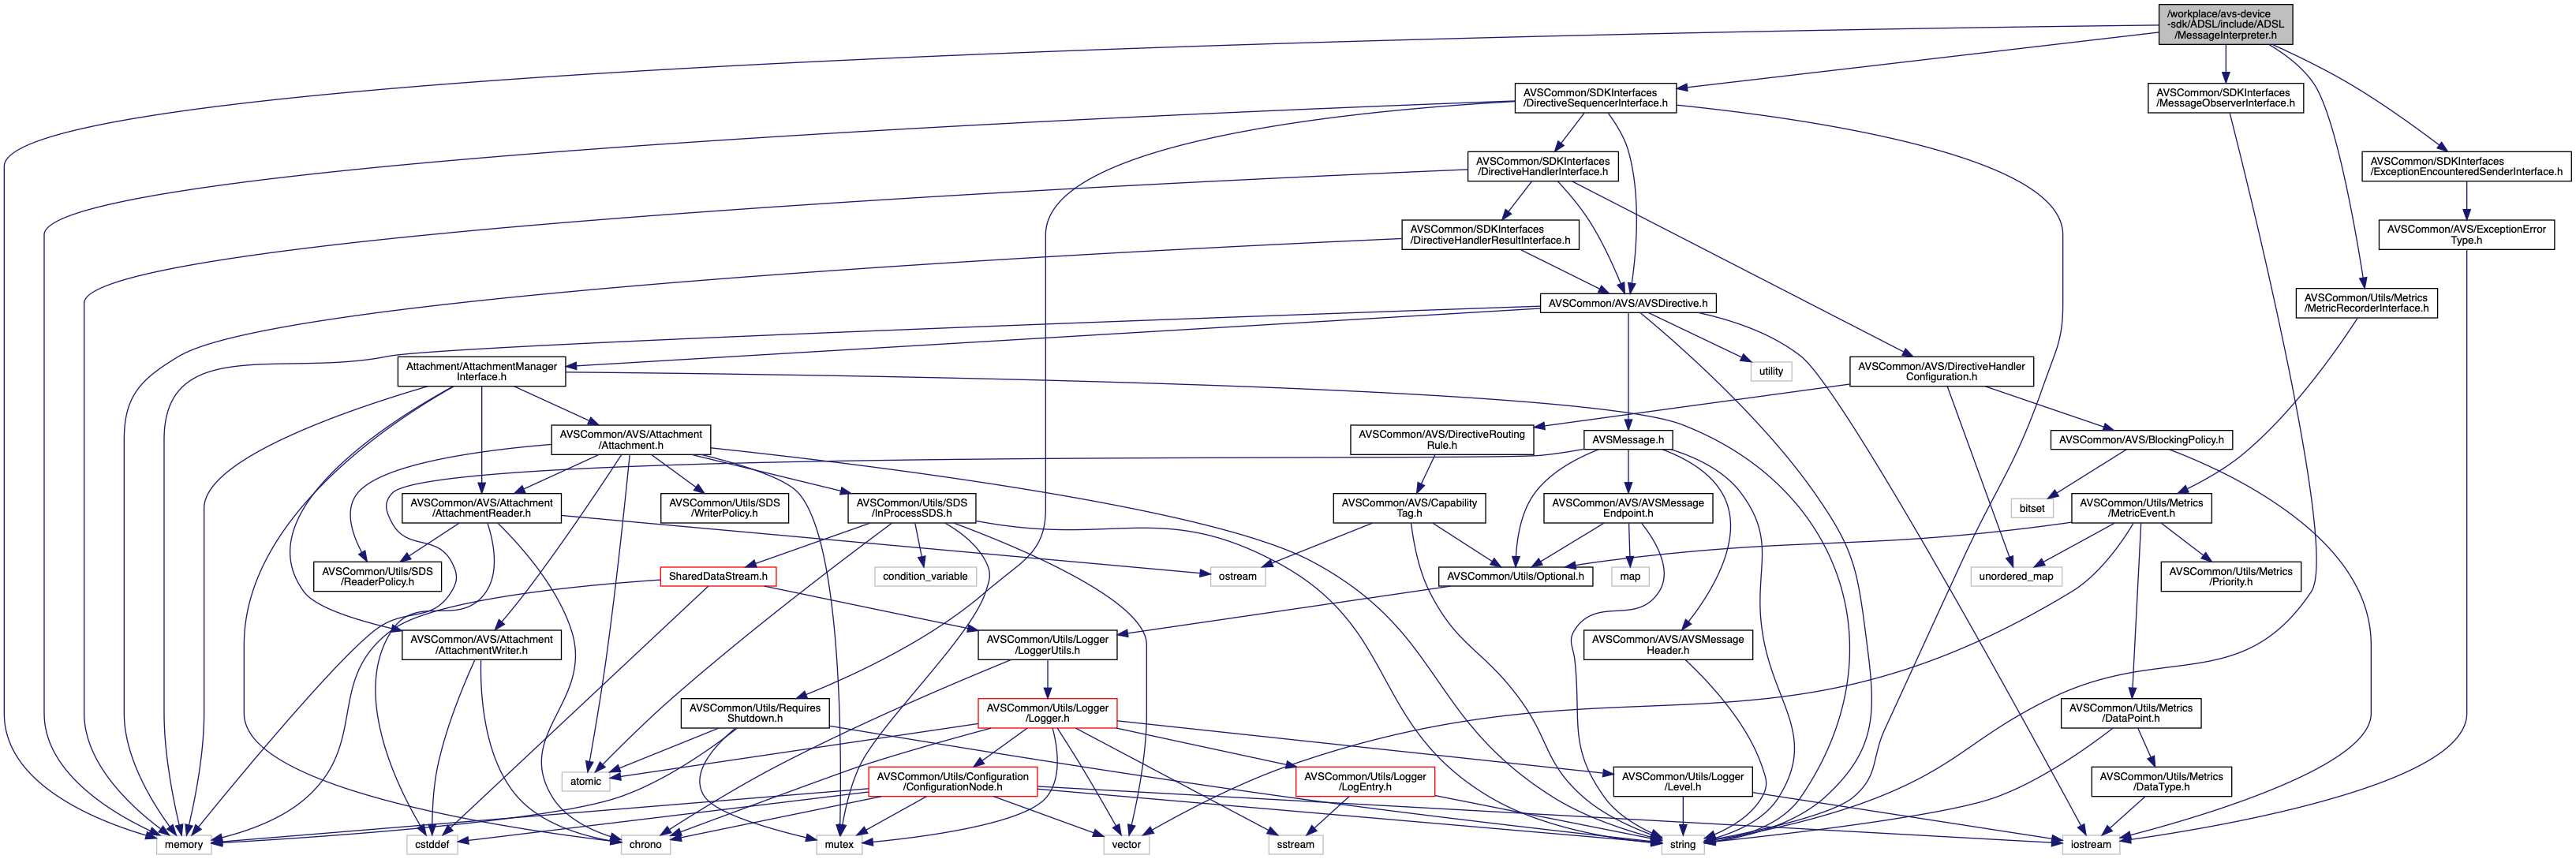 /workplace/avs-device
-sdk/ADSL/include/ADSL
/MessageInterpreter.h
AVSCommon/SDKInterfaces
/DirectiveSequencerInterface.h
AVSCommon/SDKInterfaces
/MessageObserverInterface.h
AVSCommon/SDKInterfaces
/DirectiveHandlerInterface.h
AVSCommon/SDKInterfaces
/ExceptionEncounteredSenderInterface.h
AVSCommon/SDKInterfaces
/DirectiveHandlerResultInterface.h
AVSCommon/AVS/ExceptionError
Type.h
AVSCommon/AVS/AVSDirective.h
AVSCommon/Utils/Metrics
/MetricRecorderInterface.h
Attachment/AttachmentManager
Interface.h
utility
AVSCommon/AVS/DirectiveHandler
Configuration.h
AVSCommon/AVS/Attachment
/Attachment.h
AVSCommon/AVS/DirectiveRouting
Rule.h
AVSMessage.h
AVSCommon/AVS/BlockingPolicy.h
AVSCommon/AVS/Attachment
/AttachmentReader.h
AVSCommon/Utils/SDS
/WriterPolicy.h
AVSCommon/Utils/SDS
/InProcessSDS.h
AVSCommon/AVS/Capability
Tag.h
AVSCommon/AVS/AVSMessage
Endpoint.h
bitset
AVSCommon/Utils/Metrics
/MetricEvent.h
AVSCommon/Utils/SDS
/ReaderPolicy.h
SharedDataStream.h
condition_variable
ostream
AVSCommon/Utils/Optional.h
map
unordered_map
AVSCommon/Utils/Metrics
/Priority.h
AVSCommon/AVS/Attachment
/AttachmentWriter.h
AVSCommon/Utils/Logger
/LoggerUtils.h
AVSCommon/AVS/AVSMessage
Header.h
AVSCommon/Utils/Requires
Shutdown.h
AVSCommon/Utils/Logger
/Logger.h
AVSCommon/Utils/Metrics
/DataPoint.h
atomic
AVSCommon/Utils/Configuration
/ConfigurationNode.h
AVSCommon/Utils/Logger
/LogEntry.h
AVSCommon/Utils/Logger
/Level.h
AVSCommon/Utils/Metrics
/DataType.h
memory
cstddef
chrono
mutex
vector
sstream
string
iostream